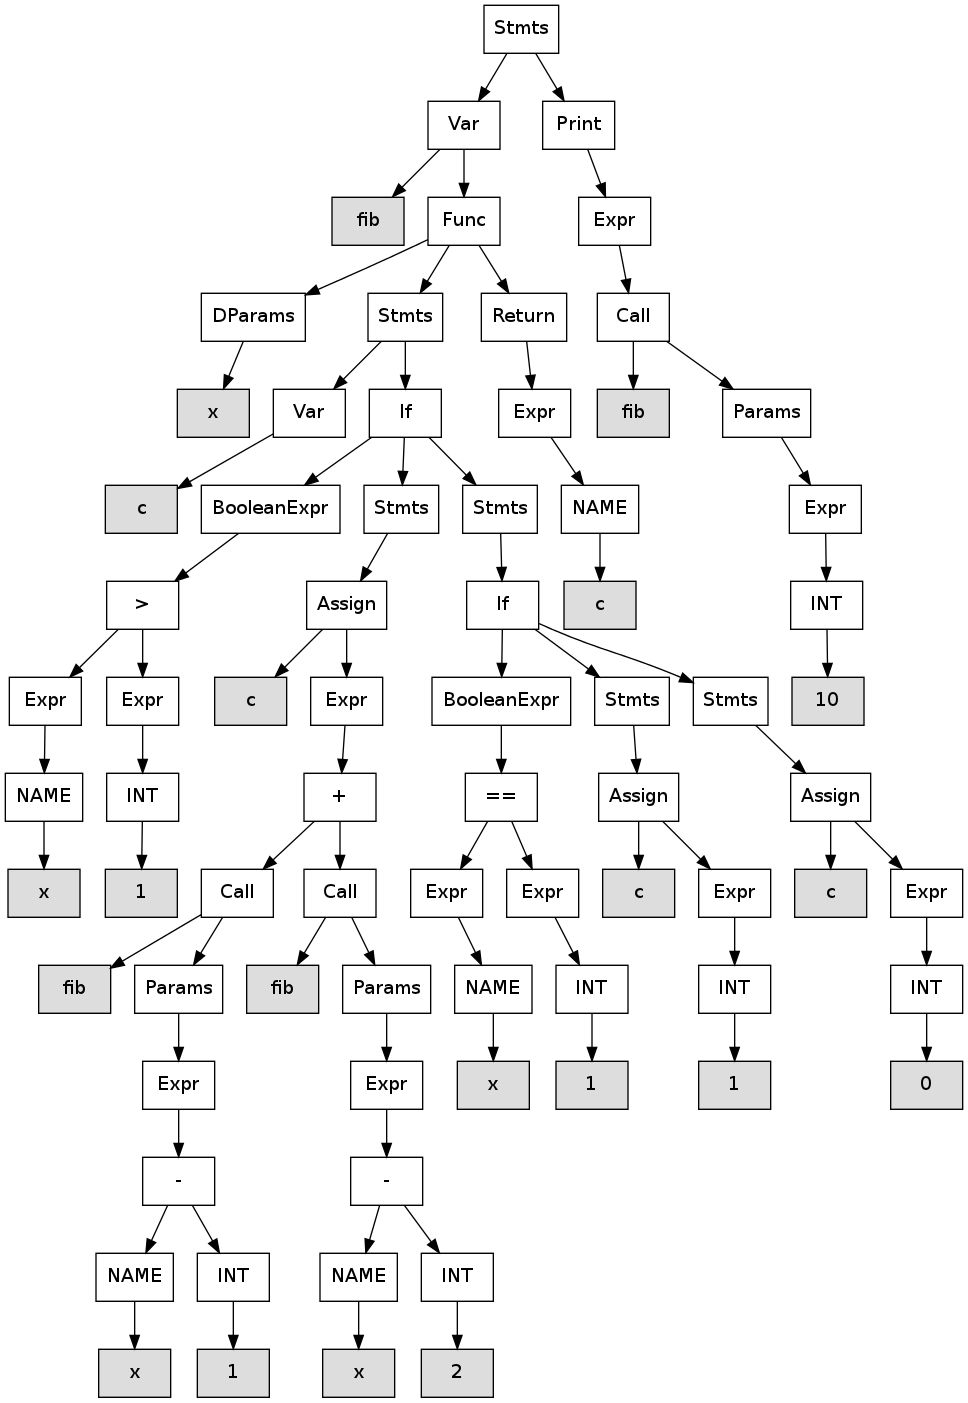 Stmts
Var
Print
fib
Func
Expr
DParams
Stmts
Return
Call
x
Var
If
Expr
fib
Params
c
BooleanExpr
Stmts
Stmts
NAME
Expr
>
Assign
If
c
INT
Expr
Expr
c
Expr
BooleanExpr
Stmts
Stmts
10
NAME
INT
+
==
Assign
Assign
x
1
Call
Call
Expr
Expr
c
Expr
c
Expr
fib
Params
fib
Params
NAME
INT
INT
INT
Expr
Expr
x
1
1
0
-
-
NAME
INT
NAME
INT
x
1
x
2